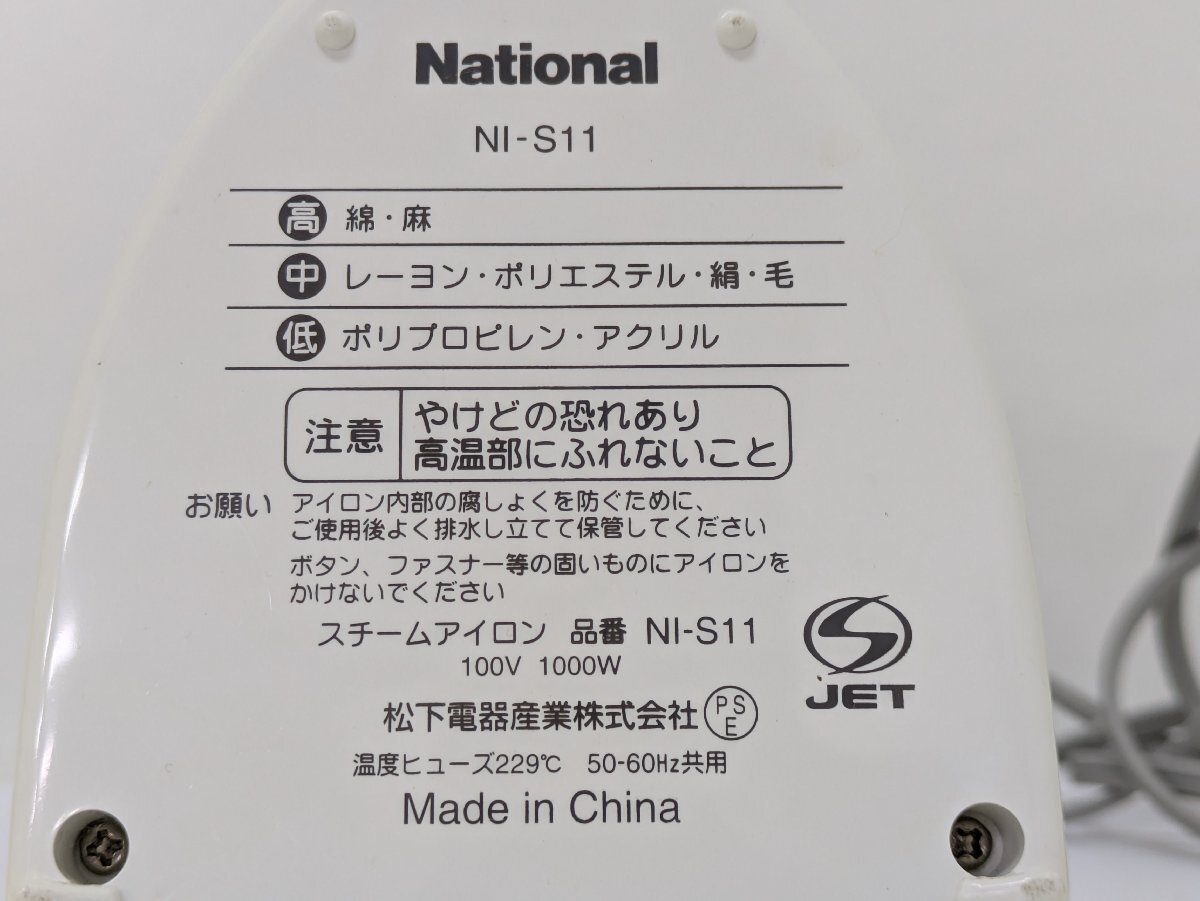 National
NI-S11
高 綿・麻
中 レーヨン・ポリエステル・絹・毛
低 ポリプロピレン・アクリル
注意 やけどの恐れあり
高温部にふれないこと
お願い アイロン内部の腐しょくを防ぐために、
ご使用後よく排水し立てて保管してください
ボタン、ファスナー等の固いものにアイロンを
かけないでください
スチームアイロン 品番 NI-S11
100V 1000W
S JET
松下電器産業株式会社 PSE
温度ヒューズ229℃ 50-60Hz共用
Made in China